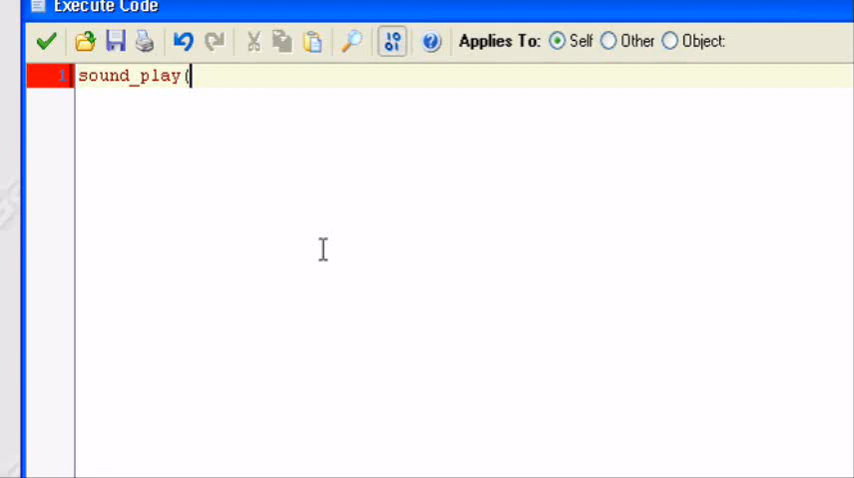 Execute Code
Applies To: Self Other Object:
1 sound_play(